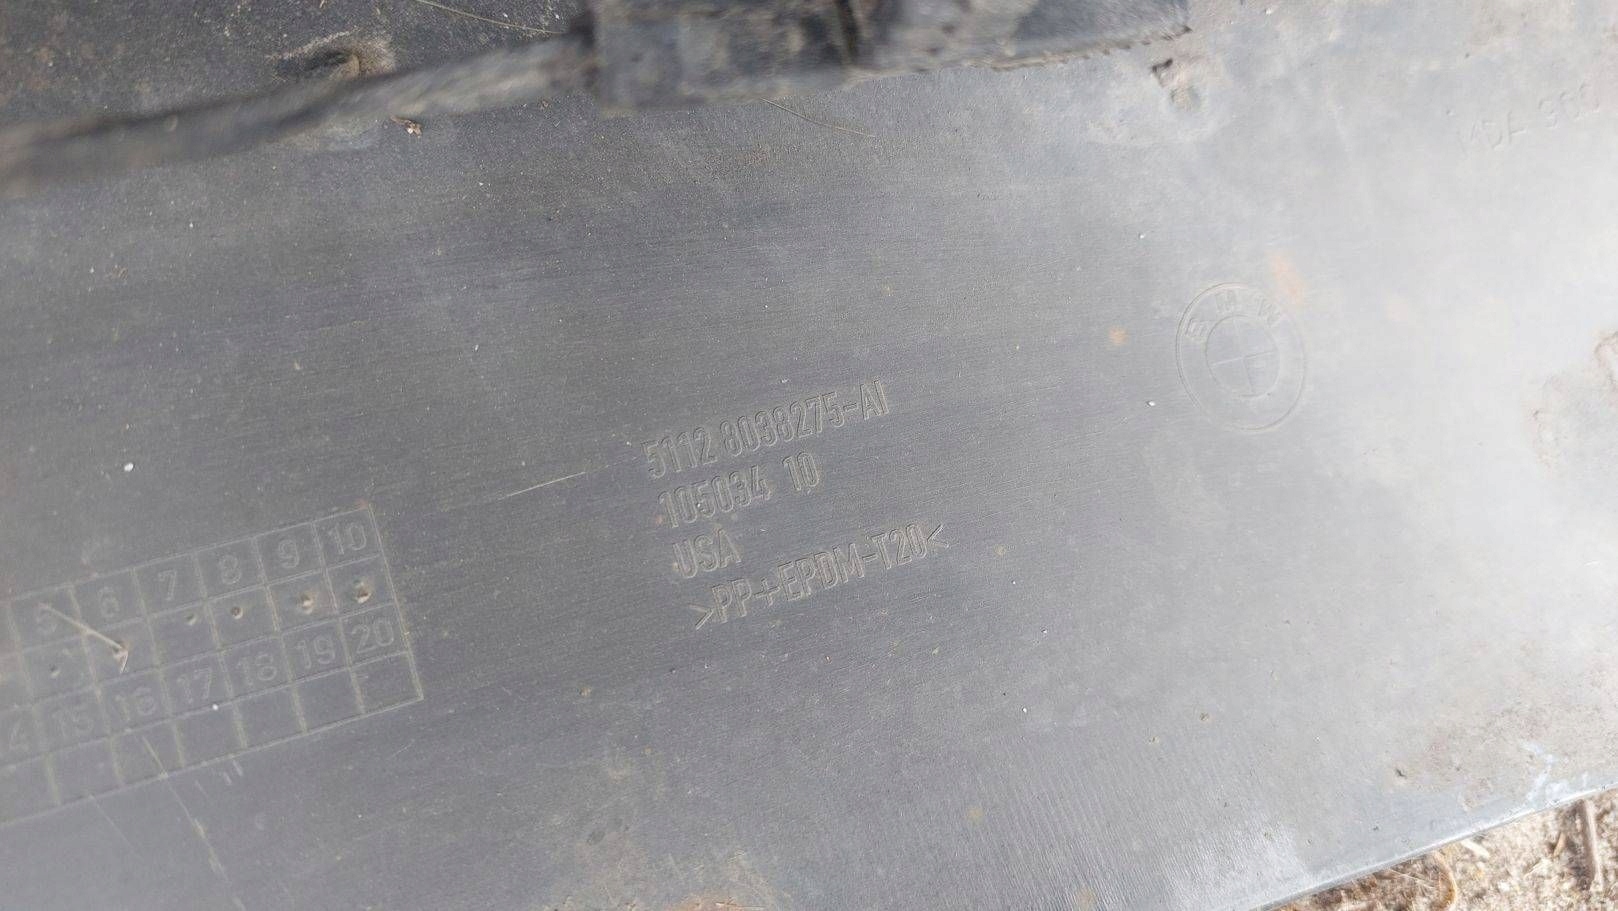 BMW
5112 8038275-AI
105034 10
USA
>PP+EPDM-T20<
5 6 7 8 9 10
15 16 17 18 19 20